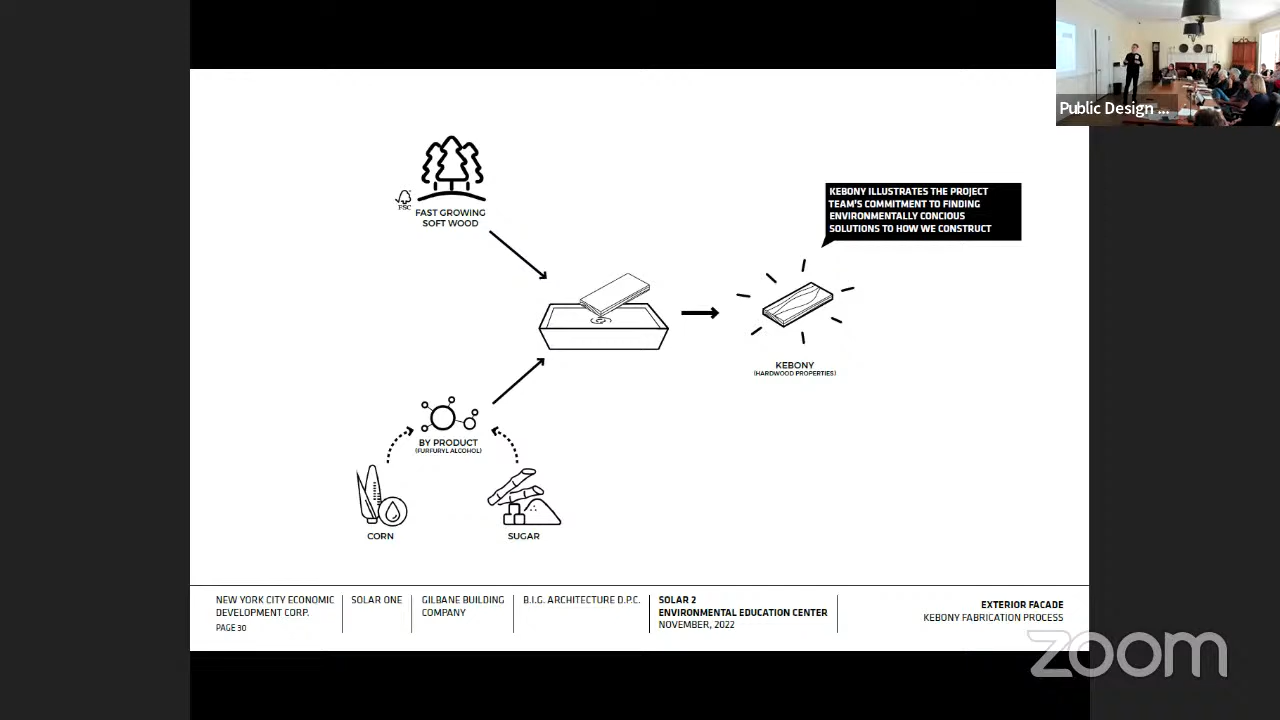 Public Design ...
KEBONY ILLUSTRATES THE PROJECT
TEAM'S COMMITMENT TO FINDING
ENVIRONMENTALLY CONCIOUS
SOLUTIONS TO HOW WE CONSTRUCT
FSC
FAST GROWING
SOFT WOOD
KEBONY
(HARDWOOD PROPERTIES)
BY PRODUCT
(FURFURYL ALCOHOL)
CORN
SUGAR
NEW YORK CITY ECONOMIC
DEVELOPMENT CORP.
PAGE 30
SOLAR ONE
GILBANE BUILDING
COMPANY
B.I.G. ARCHITECTURE D.P.C.
SOLAR 2
ENVIRONMENTAL EDUCATION CENTER
NOVEMBER, 2022
EXTERIOR FACADE
KEBONY FABRICATION PROCESS
zoom